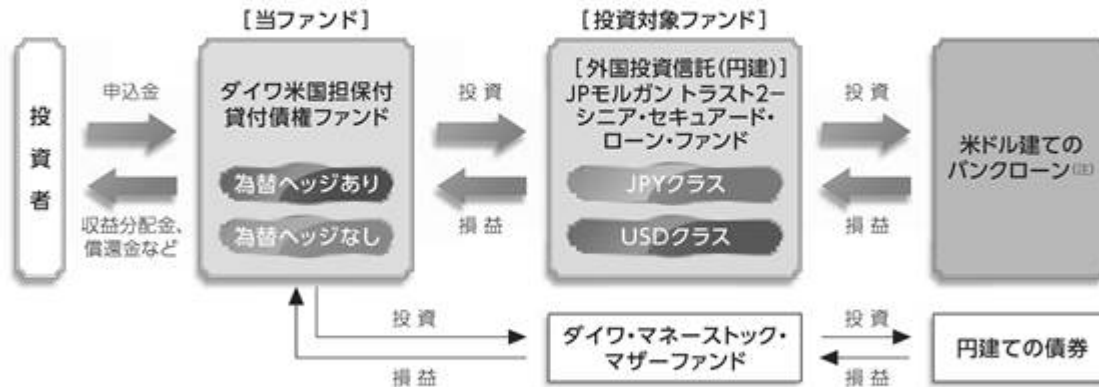 [当ファンド]
[投資対象ファンド]
投資者
申込金
収益分配金、
償還金など
ダイワ米国担保付
貸付債権ファンド
為替ヘッジあり
為替ヘッジなし
投資
損益
[外国投資信託(円建)]
JPモルガン トラスト2−
シニア・セキュアード・
ローン・ファンド
JPYクラス
USDクラス
投資
損益
米ドル建ての
バンクローン(注)
投資
損益
ダイワ・マネーストック・
マザーファンド
投資
損益
円建ての債券